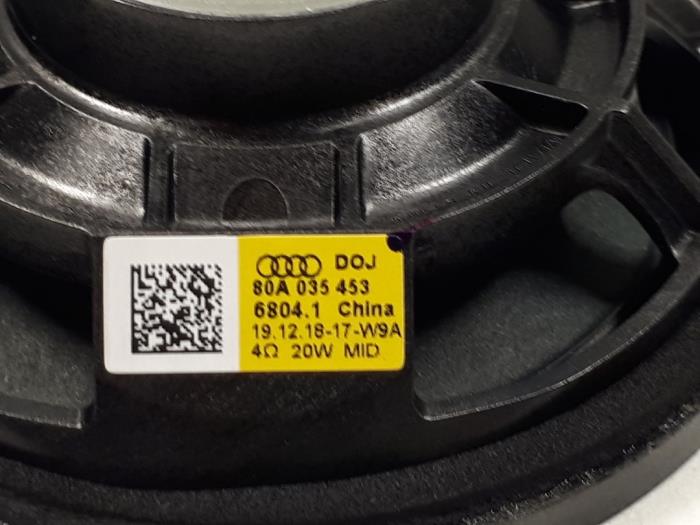 DOJ
80A 035 453
6804.1 China
19.12.18-17-W9A
4Ω 20W MID